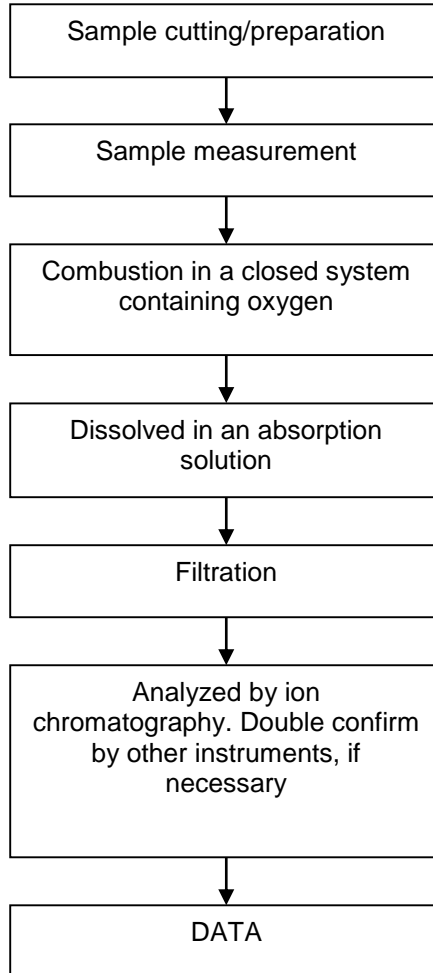 Sample cutting/preparation
Sample measurement
Combustion in a closed system
containing oxygen
Dissolved in an absorption
solution
Filtration
Analyzed by ion
chromatography. Double confirm
by other instruments, if
necessary
DATA